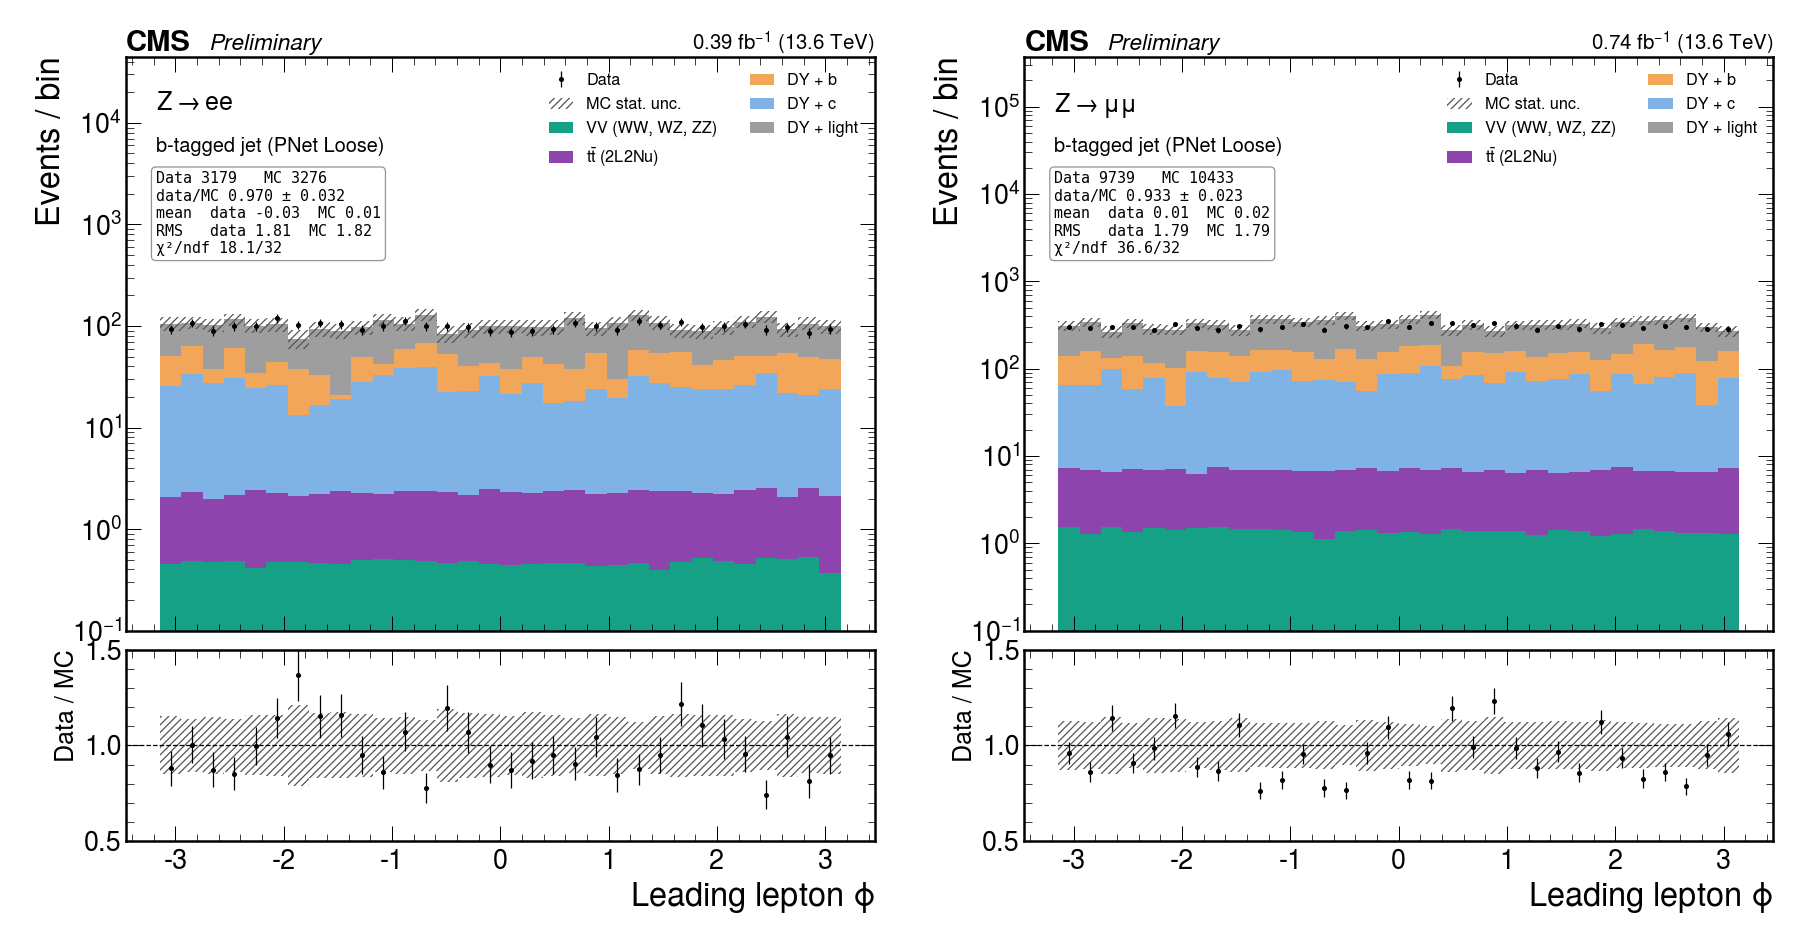 CMS Preliminary 0.39 fb⁻¹ (13.6 TeV)
Events / bin
Z → ee
b-tagged jet (PNet Loose)
Data 3179 MC 3276
data/MC 0.970 ± 0.032
mean data -0.03 MC 0.01
RMS data 1.81 MC 1.82
χ²/ndf 18.1/32
Data
MC stat. unc.
VV (WW, WZ, ZZ)
tt̄ (2L2Nu)
DY + b
DY + c
DY + light
10⁴
10³
10²
10¹
10⁰
10⁻¹
Data / MC
1.5
1.0
0.5
-3 -2 -1 0 1 2 3
Leading lepton ϕ
CMS Preliminary 0.74 fb⁻¹ (13.6 TeV)
Events / bin
Z → μμ
b-tagged jet (PNet Loose)
Data 9739 MC 10433
data/MC 0.933 ± 0.023
mean data 0.01 MC 0.02
RMS data 1.79 MC 1.79
χ²/ndf 36.6/32
Data
MC stat. unc.
VV (WW, WZ, ZZ)
tt̄ (2L2Nu)
DY + b
DY + c
DY + light
10⁵
10⁴
10³
10²
10¹
10⁰
10⁻¹
Data / MC
1.5
1.0
0.5
-3 -2 -1 0 1 2 3
Leading lepton ϕ